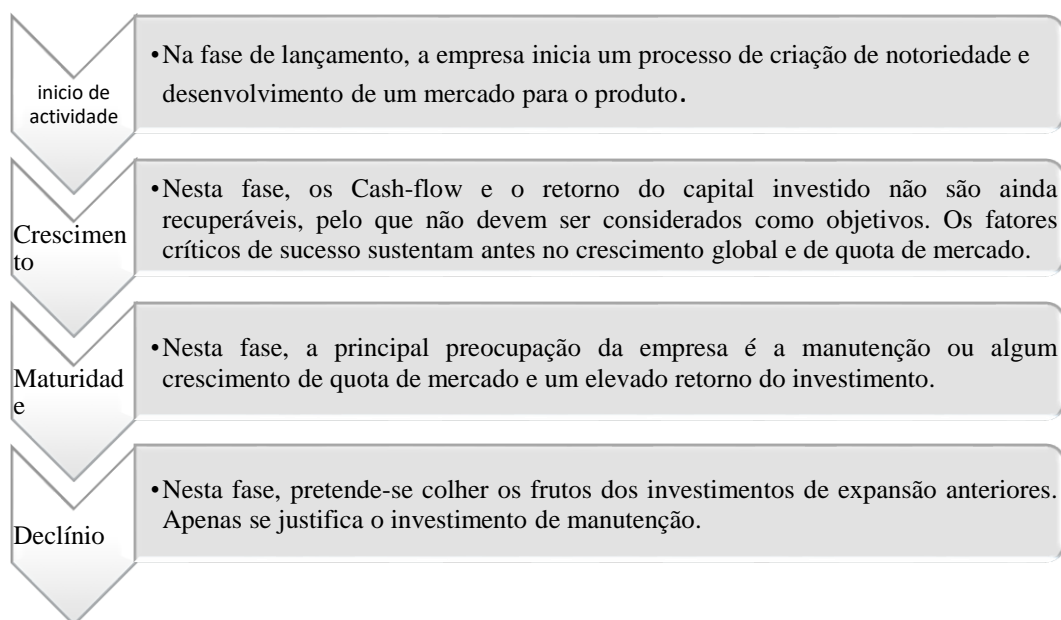 inicio de
actividade
•Na fase de lançamento, a empresa inicia um processo de criação de notoriedade e
desenvolvimento de um mercado para o produto.
Crescimen
to
•Nesta fase, os Cash-flow e o retorno do capital investido não são ainda
recuperáveis, pelo que não devem ser considerados como objetivos. Os fatores
críticos de sucesso sustentam antes no crescimento global e de quota de mercado.
Maturidad
e
•Nesta fase, a principal preocupação da empresa é a manutenção ou algum
crescimento de quota de mercado e um elevado retorno do investimento.
Declínio
•Nesta fase, pretende-se colher os frutos dos investimentos de expansão anteriores.
Apenas se justifica o investimento de manutenção.